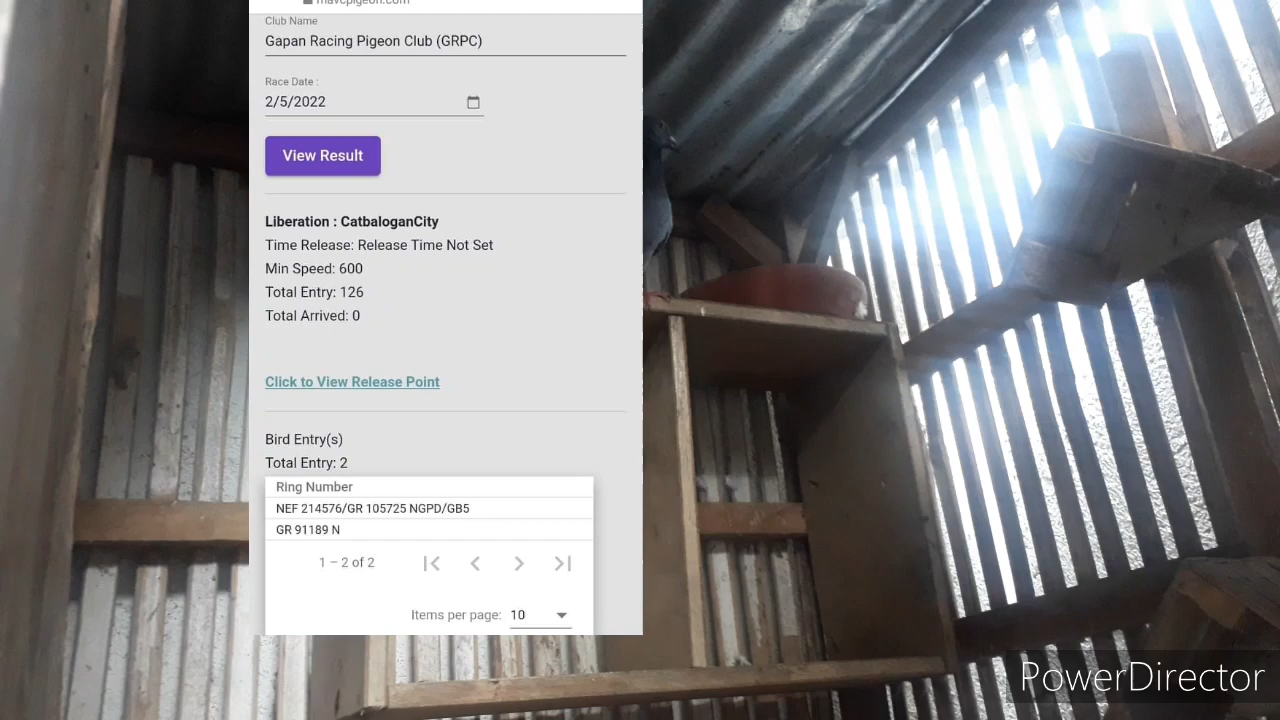 mavcpigeon.com
Club Name
Gapan Racing Pigeon Club (GRPC)
Race Date :
2/5/2022
View Result
Liberation : CatbaloganCity
Time Release: Release Time Not Set
Min Speed: 600
Total Entry: 126
Total Arrived: 0
Click to View Release Point
Bird Entry(s)
Total Entry: 2
Ring Number
NEF 214576/GR 105725 NGPD/GB5
GR 91189 N
1 – 2 of 2
Items per page: 10
PowerDirector